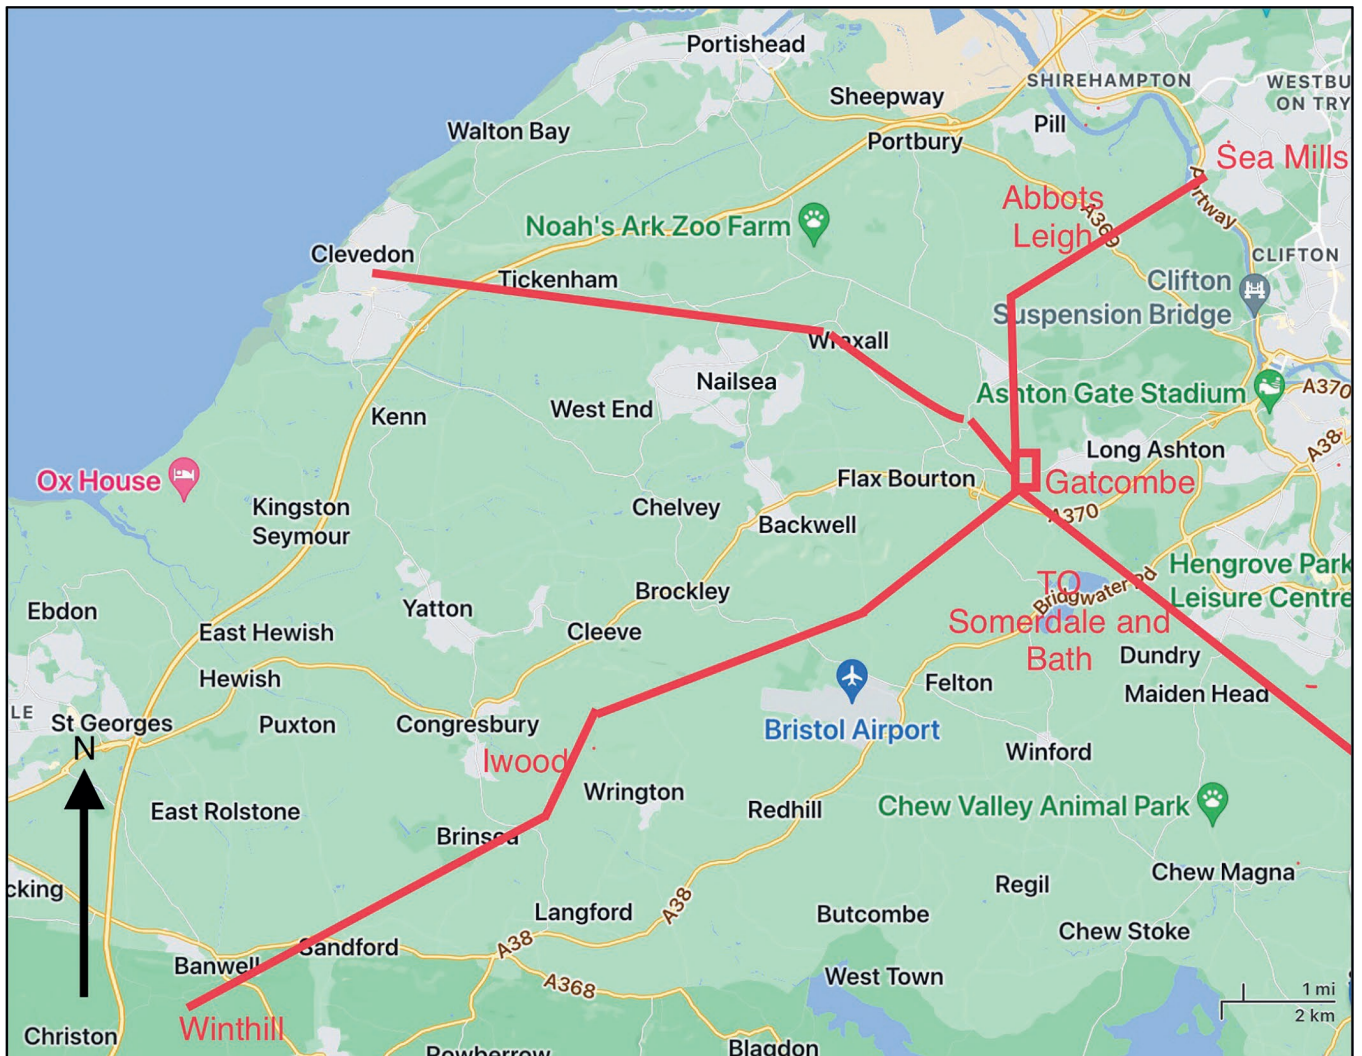 Portishead
SHIREHAMPTON
WESTBU
ON TRY
Sheepway
Pill
Walton Bay
Portbury
Sea Mills
Portway
Abbots
Leigh
A369
Noah's Ark Zoo Farm
Clevedon
CLIFTON
Tickenham
Clifton
Suspension Bridge
Wraxall
Nailsea
Ashton Gate Stadium
A370
West End
Kenn
A38
Long Ashton
Ox House
Flax Bourton
Gatcombe
Kingston
Seymour
Chelvey
A370
Backwell
Hengrove Park
Leisure Centre
TO
Somerdale and
Bath
Bridgwater Rd
Brockley
Ebdon
Yatton
East Hewish
Cleeve
Dundry
Hewish
Felton
Maiden Head
LE
St Georges
N
Puxton
Congresbury
Bristol Airport
Iwood
Winford
Wrington
East Rolstone
Redhill
Chew Valley Animal Park
Brinsea
Chew Magna
cking
Regil
Langford
A38
Butcombe
Chew Stoke
Sandford
A38
Banwell
West Town
A368
1 mi
2 km
Winthill
Christon
Rowberrow
Blagdon